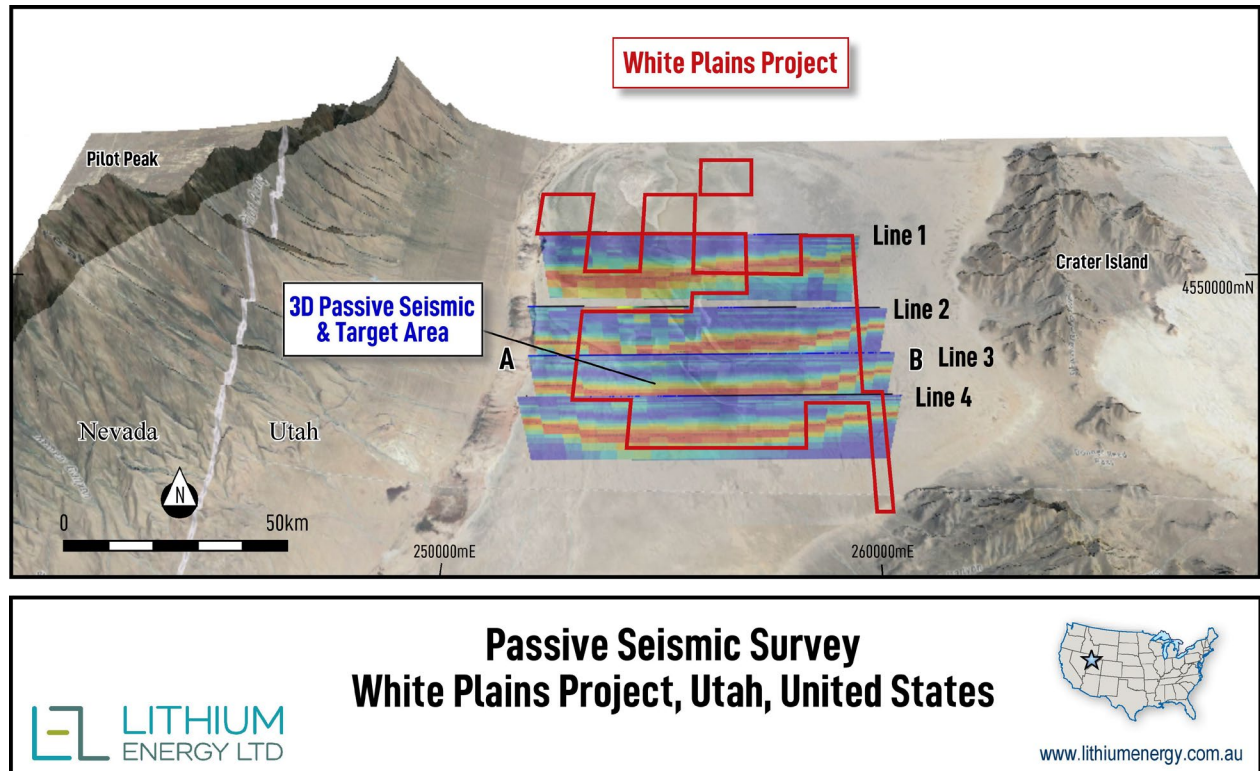 White Plains Project
Pilot Peak
Line 1
Crater Island
4550000mN
3D Passive Seismic
& Target Area
Line 2
A
B
Line 3
Line 4
Nevada
Utah
N
0
50km
250000mE
260000mE
Passive Seismic Survey
White Plains Project, Utah, United States
LITHIUM
ENERGY LTD
www.lithiumenergy.com.au